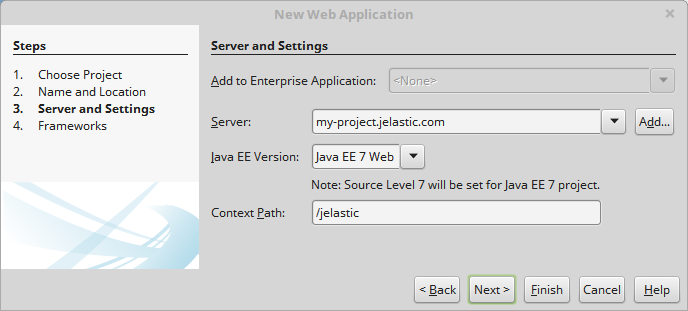 New Web Application
Steps
1. Choose Project
2. Name and Location
3. Server and Settings
4. Frameworks
Server and Settings
Add to Enterprise Application: <None>
Server: my-project.jelastic.com Add...
Java EE Version: Java EE 7 Web
Note: Source Level 7 will be set for Java EE 7 project.
Context Path: /jelastic
< Back Next > Finish Cancel Help